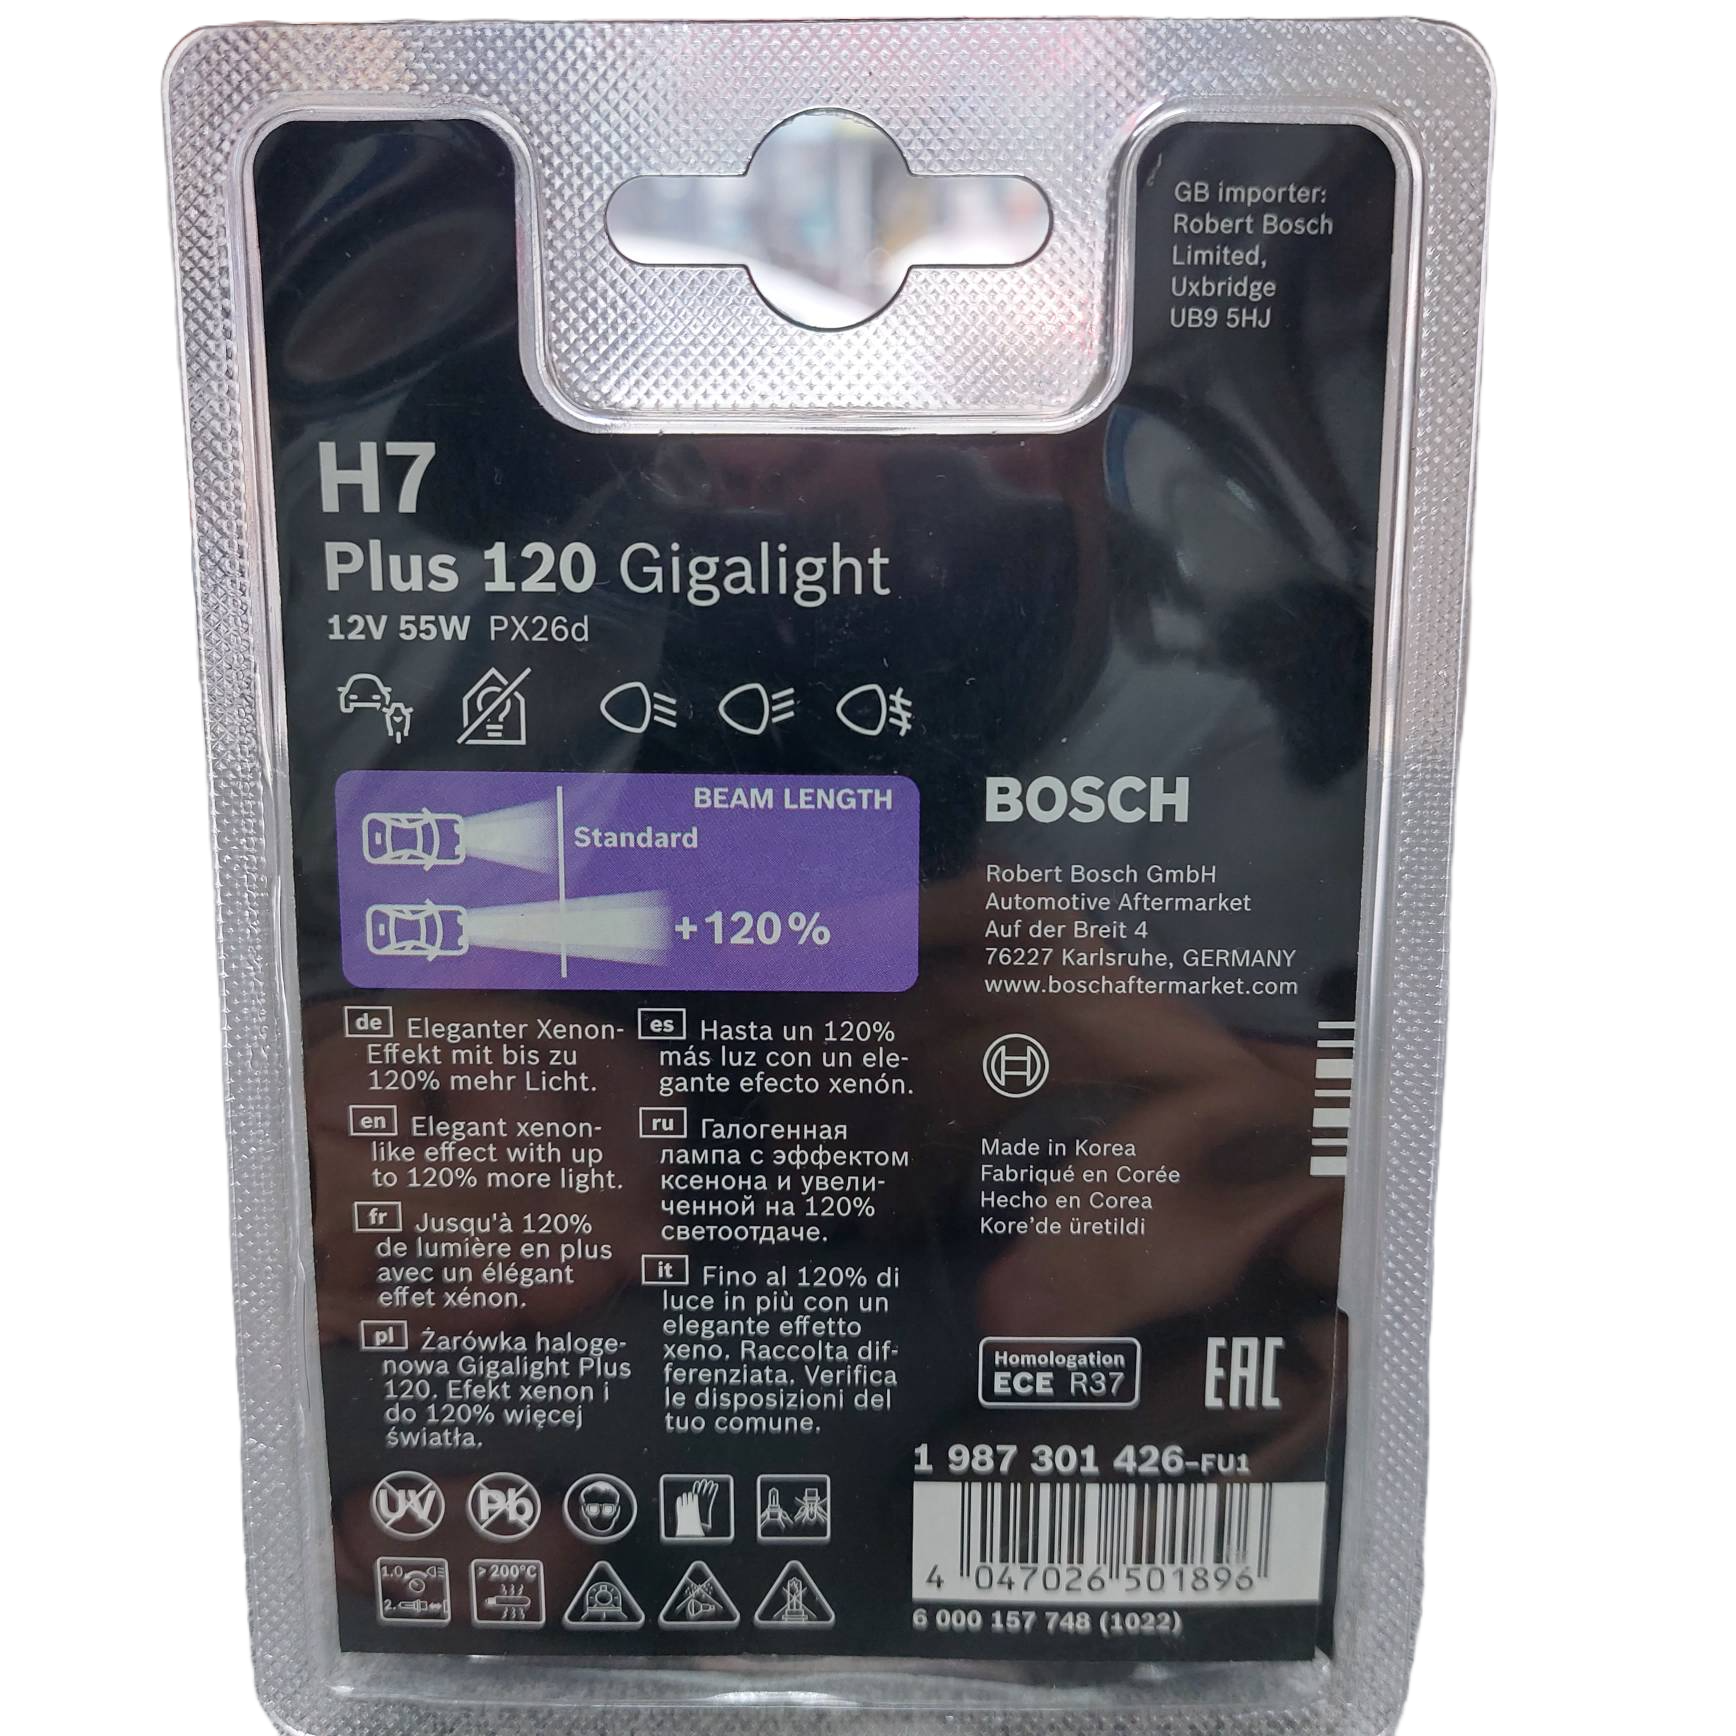 GB importer:
Robert Bosch
Limited,
Uxbridge
UB9 5HJ
H7
Plus 120 Gigalight
12V 55W PX26d
BEAM LENGTH
Standard
+120%
BOSCH
Robert Bosch GmbH
Automotive Aftermarket
Auf der Breit 4
76227 Karlsruhe, GERMANY
www.boschaftermarket.com
de Eleganter Xenon-
Effekt mit bis zu
120% mehr Licht.
en Elegant xenon-
like effect with up
to 120% more light.
fr Jusqu'à 120%
de lumière en plus
avec un élégant
effet xénon.
pl Żarówka haloge-
nowa Gigalight Plus
120. Efekt xenon i
do 120% więcej
światła.
es Hasta un 120%
más luz con un ele-
gante efecto xenón.
ru Галогенная
лампа с эффектом
ксенона и увели-
ченной на 120%
светоотдаче.
it Fino al 120% di
luce in più con un
elegante effetto
xeno. Raccolta dif-
ferenziata. Verifica
le disposizioni del
tuo comune.
Made in Korea
Fabriqué en Corée
Hecho en Corea
Kore'de üretildi
Homologation
ECE R37
EAC
1 987 301 426-FU1
4 047026 501896
6 000 157 748 (1022)
UV
Pb
1.0
2.
>200°C